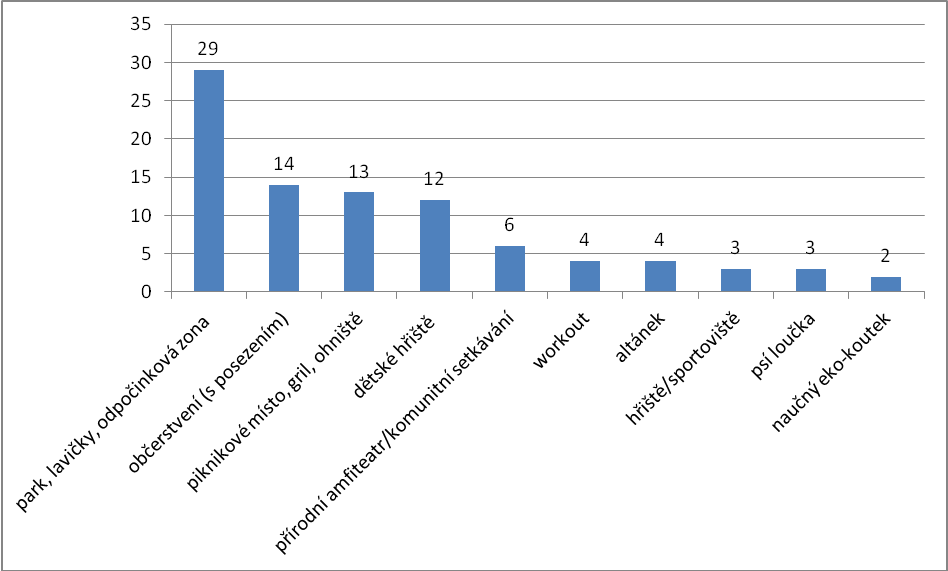 35
30
25
20
15
10
5
0
29
14
13
12
6
4
4
3
3
2
park, lavičky, odpočinková zona
občerstvení (s posezením)
piknikové místo, gril, ohniště
dětské hřiště
přírodní amfiteatr/komunitní setkávání
workout
altánek
hřiště/sportoviště
psí loučka
naučný eko-koutek